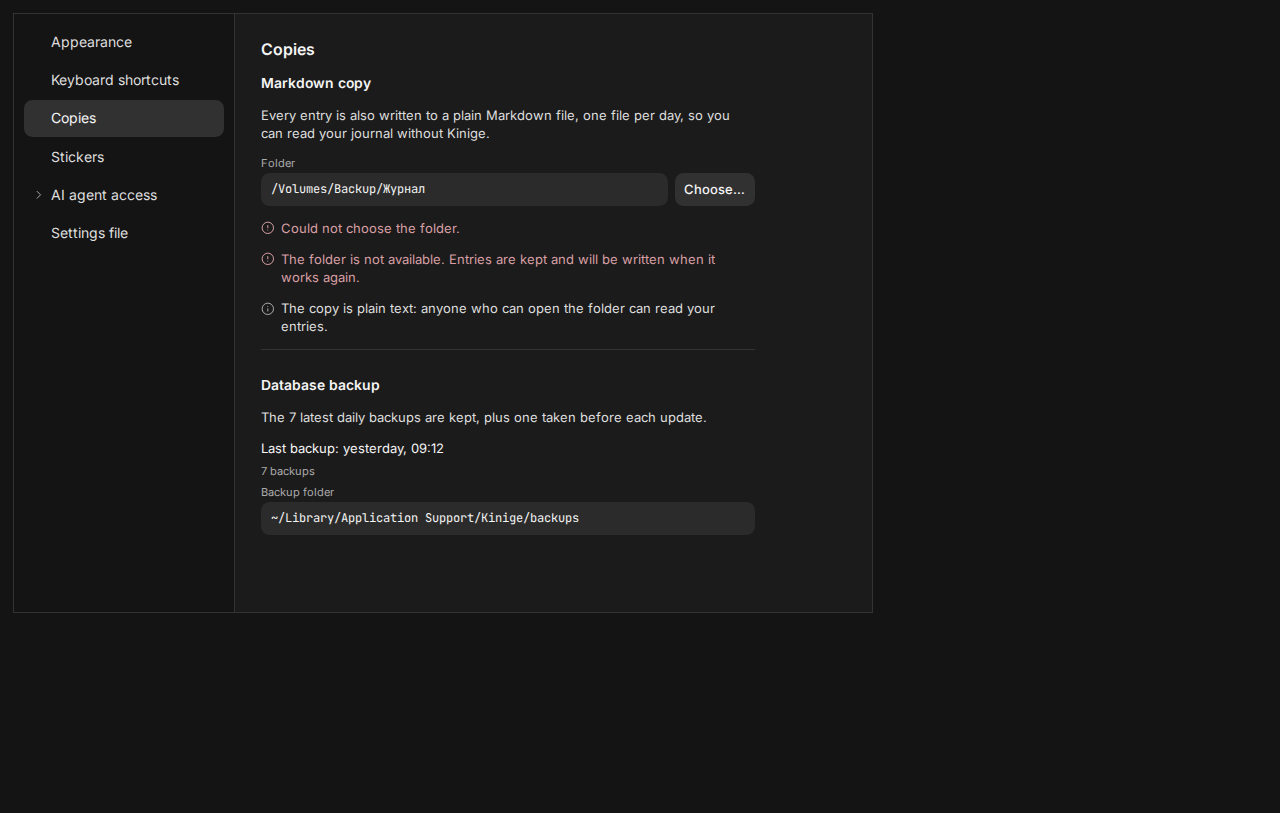 Appearance
Keyboard shortcuts
Copies
Stickers
AI agent access
Settings file
Copies
Markdown copy
Every entry is also written to a plain Markdown file, one file per day, so you
can read your journal without Kinige.
Folder
/Volumes/Backup/Журнал
Choose...
Could not choose the folder.
The folder is not available. Entries are kept and will be written when it
works again.
The copy is plain text: anyone who can open the folder can read your
entries.
Database backup
The 7 latest daily backups are kept, plus one taken before each update.
Last backup: yesterday, 09:12
7 backups
Backup folder
~/Library/Application Support/Kinige/backups